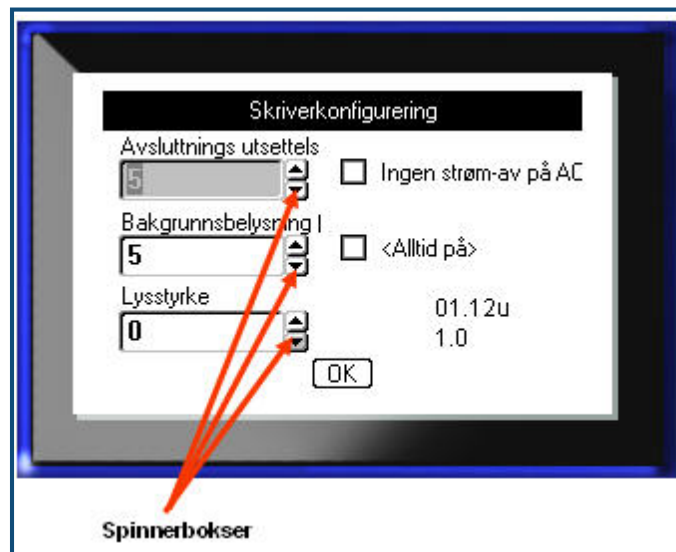 Skriverkonfigurering
Avsluttnings utsettels
5
Ingen strøm-av på AC
Bakgrunnsbelysning l
5
<Alltid på>
Lysstyrke
0
01.12u
1.0
OK
Spinnerbokser